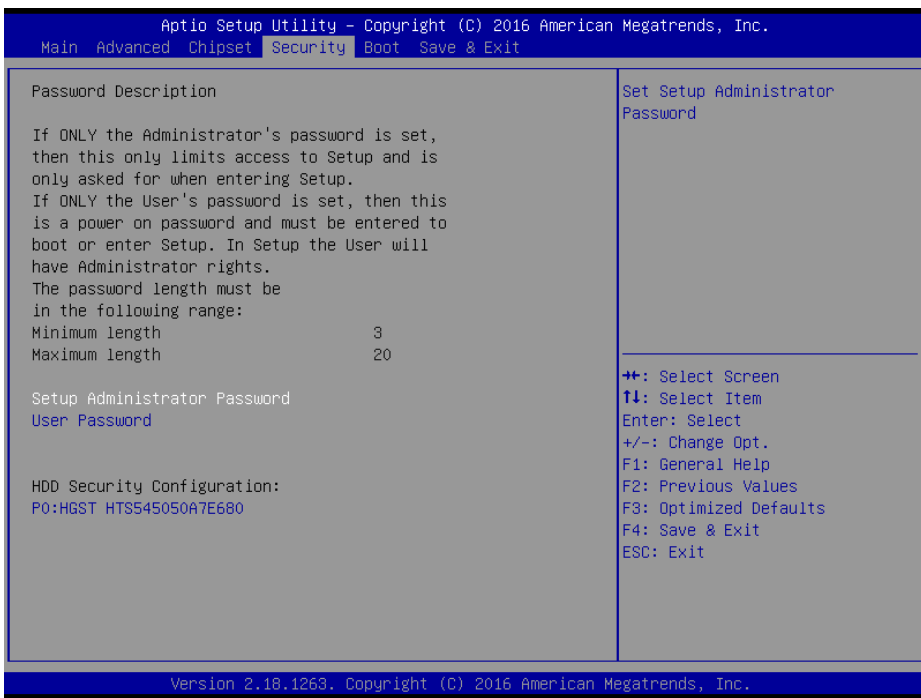 Aptio Setup Utility – Copyright (C) 2016 American Megatrends, Inc.
Main Advanced Chipset Security Boot Save & Exit
Password Description
If ONLY the Administrator's password is set,
then this only limits access to Setup and is
only asked for when entering Setup.
If ONLY the User's password is set, then this
is a power on password and must be entered to
boot or enter Setup. In Setup the User will
have Administrator rights.
The password length must be
in the following range:
Minimum length 3
Maximum length 20
Setup Administrator Password
User Password
HDD Security Configuration:
P0:HGST HTS545050A7E680
Set Setup Administrator
Password
→←: Select Screen
↑↓: Select Item
Enter: Select
+/-: Change Opt.
F1: General Help
F2: Previous Values
F3: Optimized Defaults
F4: Save & Exit
ESC: Exit
Version 2.18.1263. Copyright (C) 2016 American Megatrends, Inc.